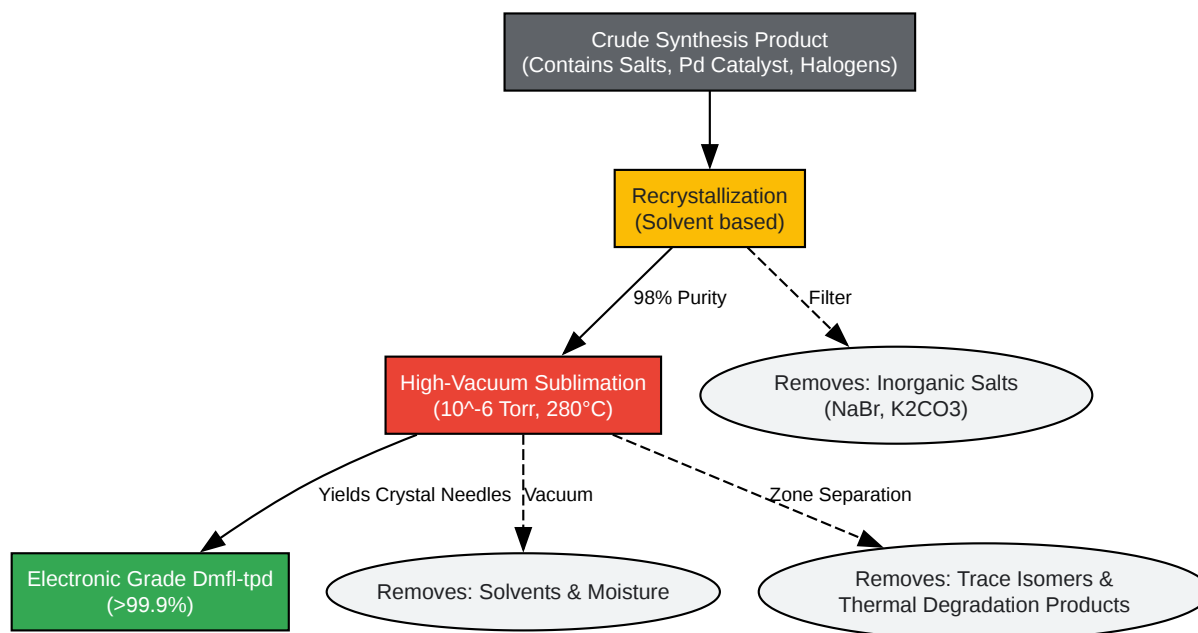 Crude Synthesis Product
(Contains Salts, Pd Catalyst, Halogens)
Recrystallization
(Solvent based)
98% Purity
Filter
High-Vacuum Sublimation
(10^-6 Torr, 280°C)
Removes: Inorganic Salts
(NaBr, K2CO3)
Yields Crystal Needles
Vacuum
Zone Separation
Electronic Grade Dmfl-tpd
(>99.9%)
Removes: Solvents & Moisture
Removes: Trace Isomers &
Thermal Degradation Products